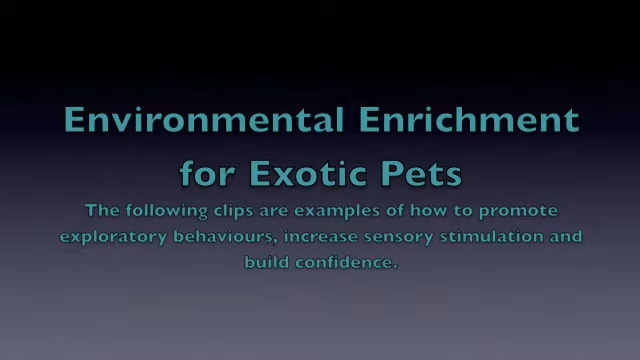 Environmental Enrichment
for Exotic Pets
The following clips are examples of how to promote
exploratory behaviours, increase sensory stimulation and
build confidence.